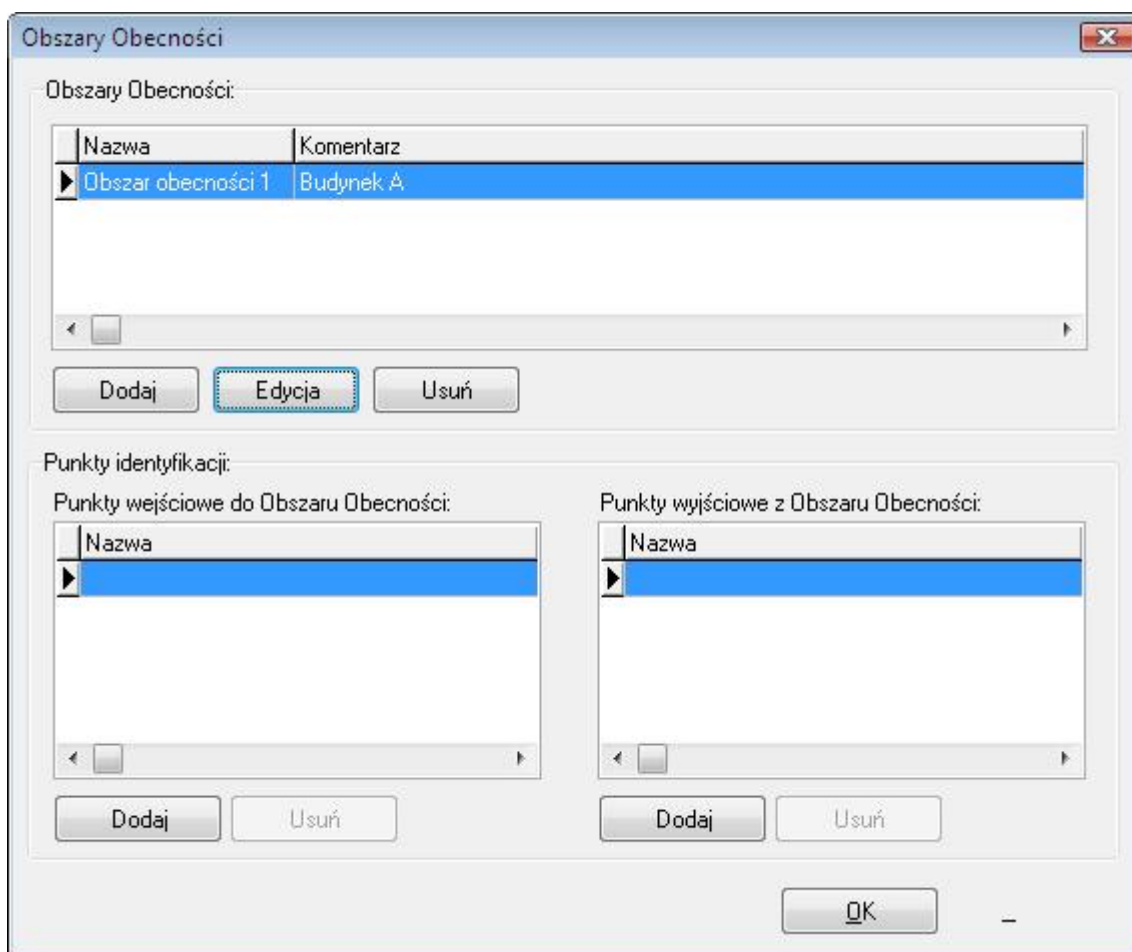 Obszary Obecności
Obszary Obecności:
Nazwa Komentarz
Obszar obecności 1 Budynek A
Dodaj Edycja Usuń
Punkty identyfikacji:
Punkty wejściowe do Obszaru Obecności: Punkty wyjściowe z Obszaru Obecności:
Nazwa Nazwa
Dodaj Usuń Dodaj Usuń
OK